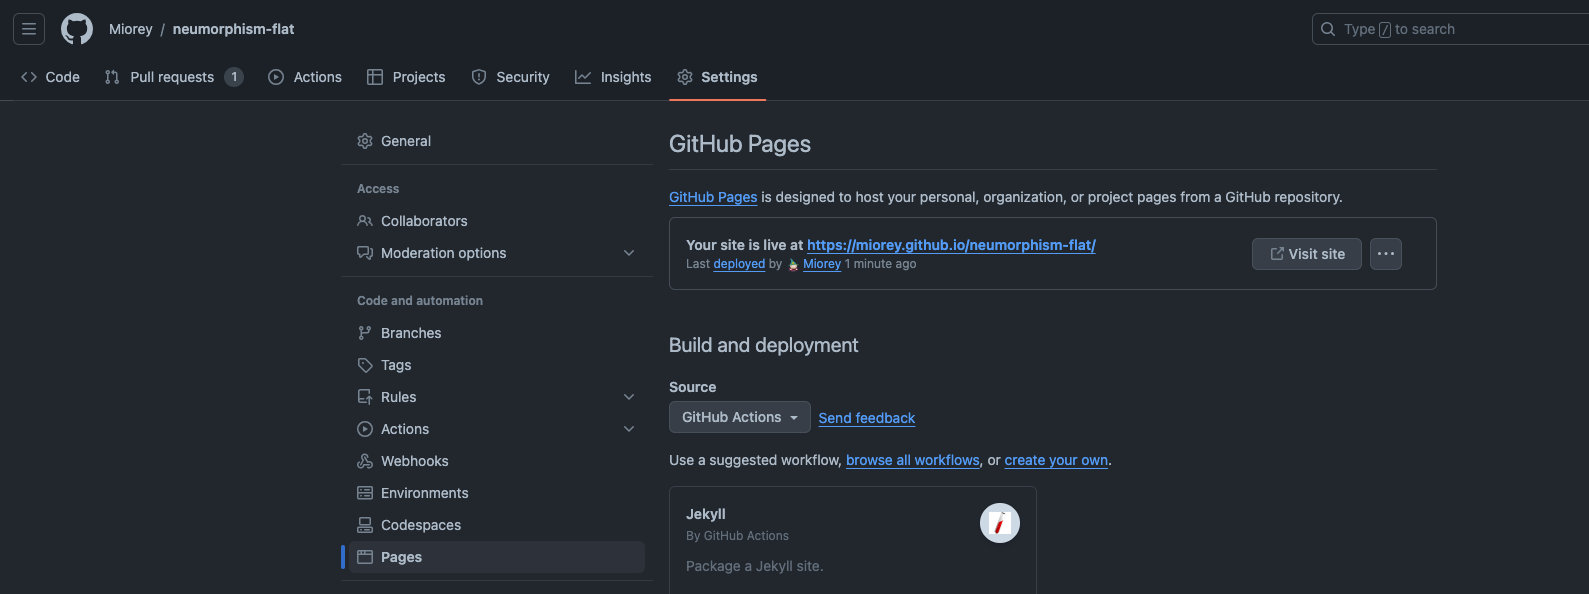 Miorey / neumorphism-flat
Type / to search
Code
Pull requests 1
Actions
Projects
Security
Insights
Settings
General
Access
Collaborators
Moderation options
Code and automation
Branches
Tags
Rules
Actions
Webhooks
Environments
Codespaces
Pages
GitHub Pages
GitHub Pages is designed to host your personal, organization, or project pages from a GitHub repository.
Your site is live at https://miorey.github.io/neumorphism-flat/
Last deployed by Miorey 1 minute ago
Visit site
Build and deployment
Source
GitHub Actions
Send feedback
Use a suggested workflow, browse all workflows, or create your own.
Jekyll
By GitHub Actions
Package a Jekyll site.